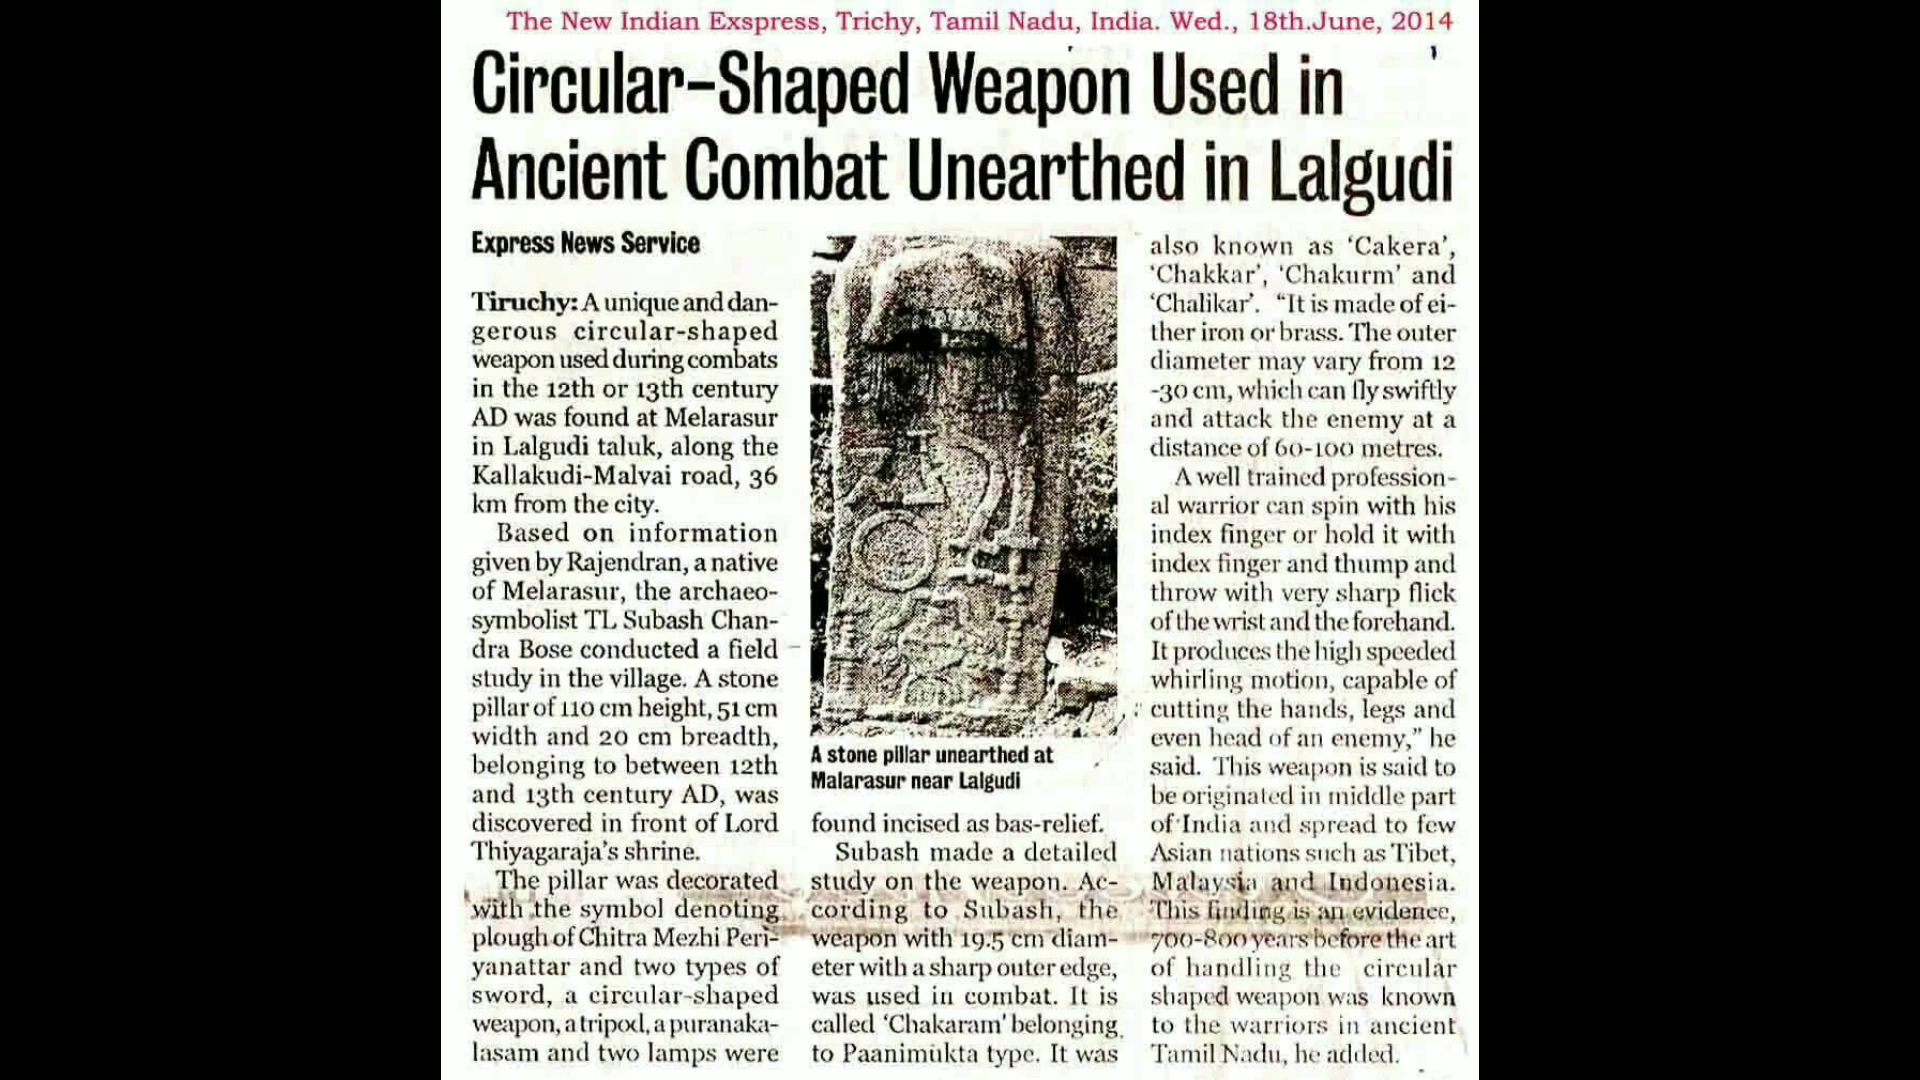 The New Indian Exspress, Trichy, Tamil Nadu, India. Wed., 18th.June, 2014
Circular-Shaped Weapon Used in
Ancient Combat Unearthed in Lalgudi
Express News Service
Tiruchy: A unique and dan-
gerous circular-shaped
weapon used during combats
in the 12th or 13th century
AD was found at Melarasur
in Lalgudi taluk, along the
Kallakudi-Malvai road, 36
km from the city.
Based on information
given by Rajendran, a native
of Melarasur, the archaeo-
symbolist TL Subash Chan-
dra Bose conducted a field
study in the village. A stone
pillar of 110 cm height, 51 cm
width and 20 cm breadth,
belonging to between 12th
and 13th century AD, was
discovered in front of Lord
Thiyagaraja's shrine.
The pillar was decorated
with the symbol denoting
plough of Chitra Mezhi Peri-
yanattar and two types of
sword, a circular-shaped
weapon, a tripod, a puranaka-
lasam and two lamps were
A stone pillar unearthed at
Malarasur near Lalgudi
found incised as bas-relief.
Subash made a detailed
study on the weapon. Ac-
cording to Subash, the
weapon with 19.5 cm diam-
eter with a sharp outer edge,
was used in combat. It is
called 'Chakaram' belonging
to Paanimukta type. It was
also known as 'Cakera',
'Chakkar', 'Chakurm' and
'Chalikar'. "It is made of ei-
ther iron or brass. The outer
diameter may vary from 12
-30 cm, which can fly swiftly
and attack the enemy at a
distance of 60-100 metres.
A well trained profession-
al warrior can spin with his
index finger or hold it with
index finger and thump and
throw with very sharp flick
of the wrist and the forehand.
It produces the high speeded
whirling motion, capable of
cutting the hands, legs and
even head of an enemy," he
said. This weapon is said to
be originated in middle part
of India and spread to few
Asian nations such as Tibet,
Malaysia and Indonesia.
This finding is an evidence,
700-800 years before the art
of handling the circular
shaped weapon was known
to the warriors in ancient
Tamil Nadu, he added.